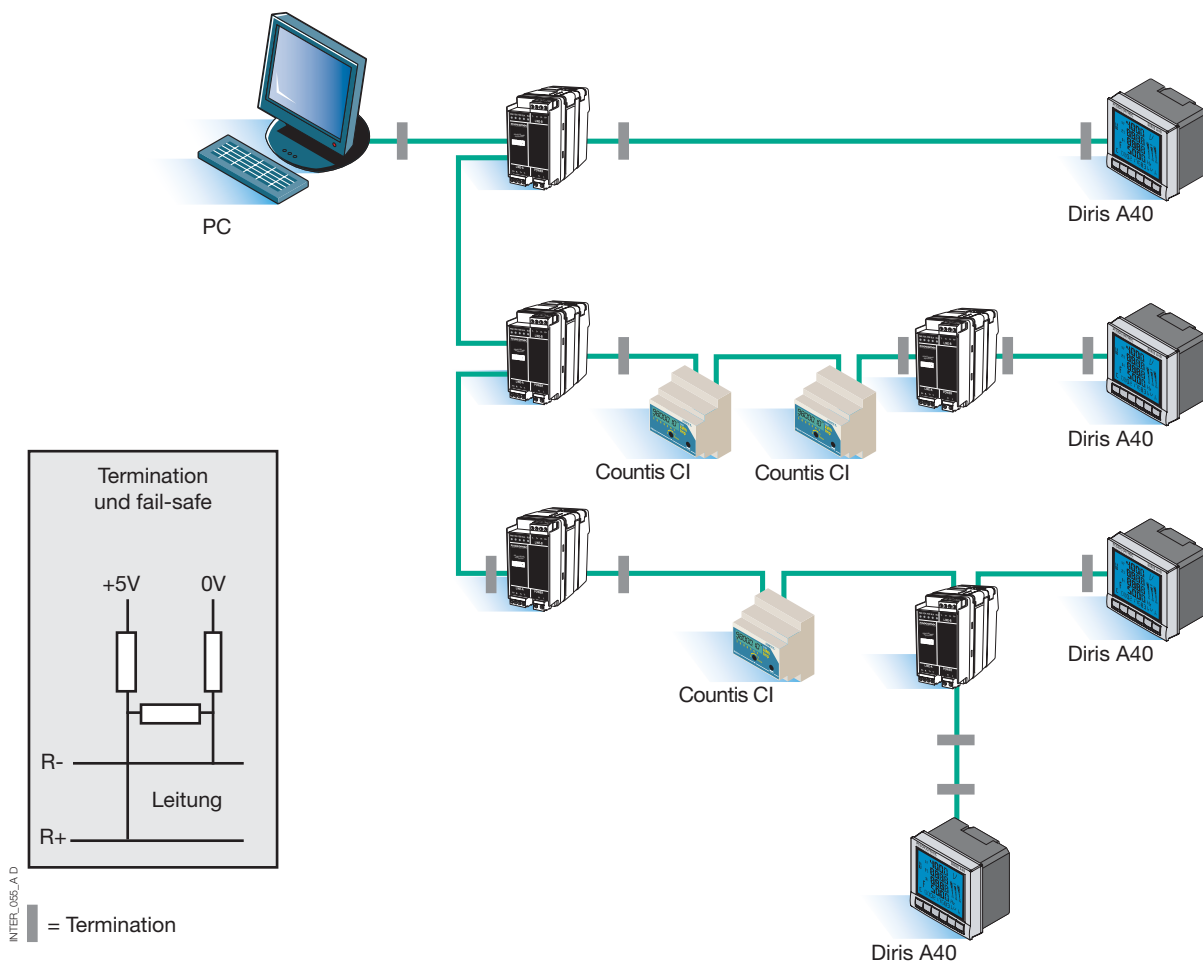 PC
Diris A40
Diris A40
Countis CI
Countis CI
Termination
und fail-safe
+5V
0V
Diris A40
Countis CI
R-
Leitung
R+
INTER_055_A D
= Termination
Diris A40